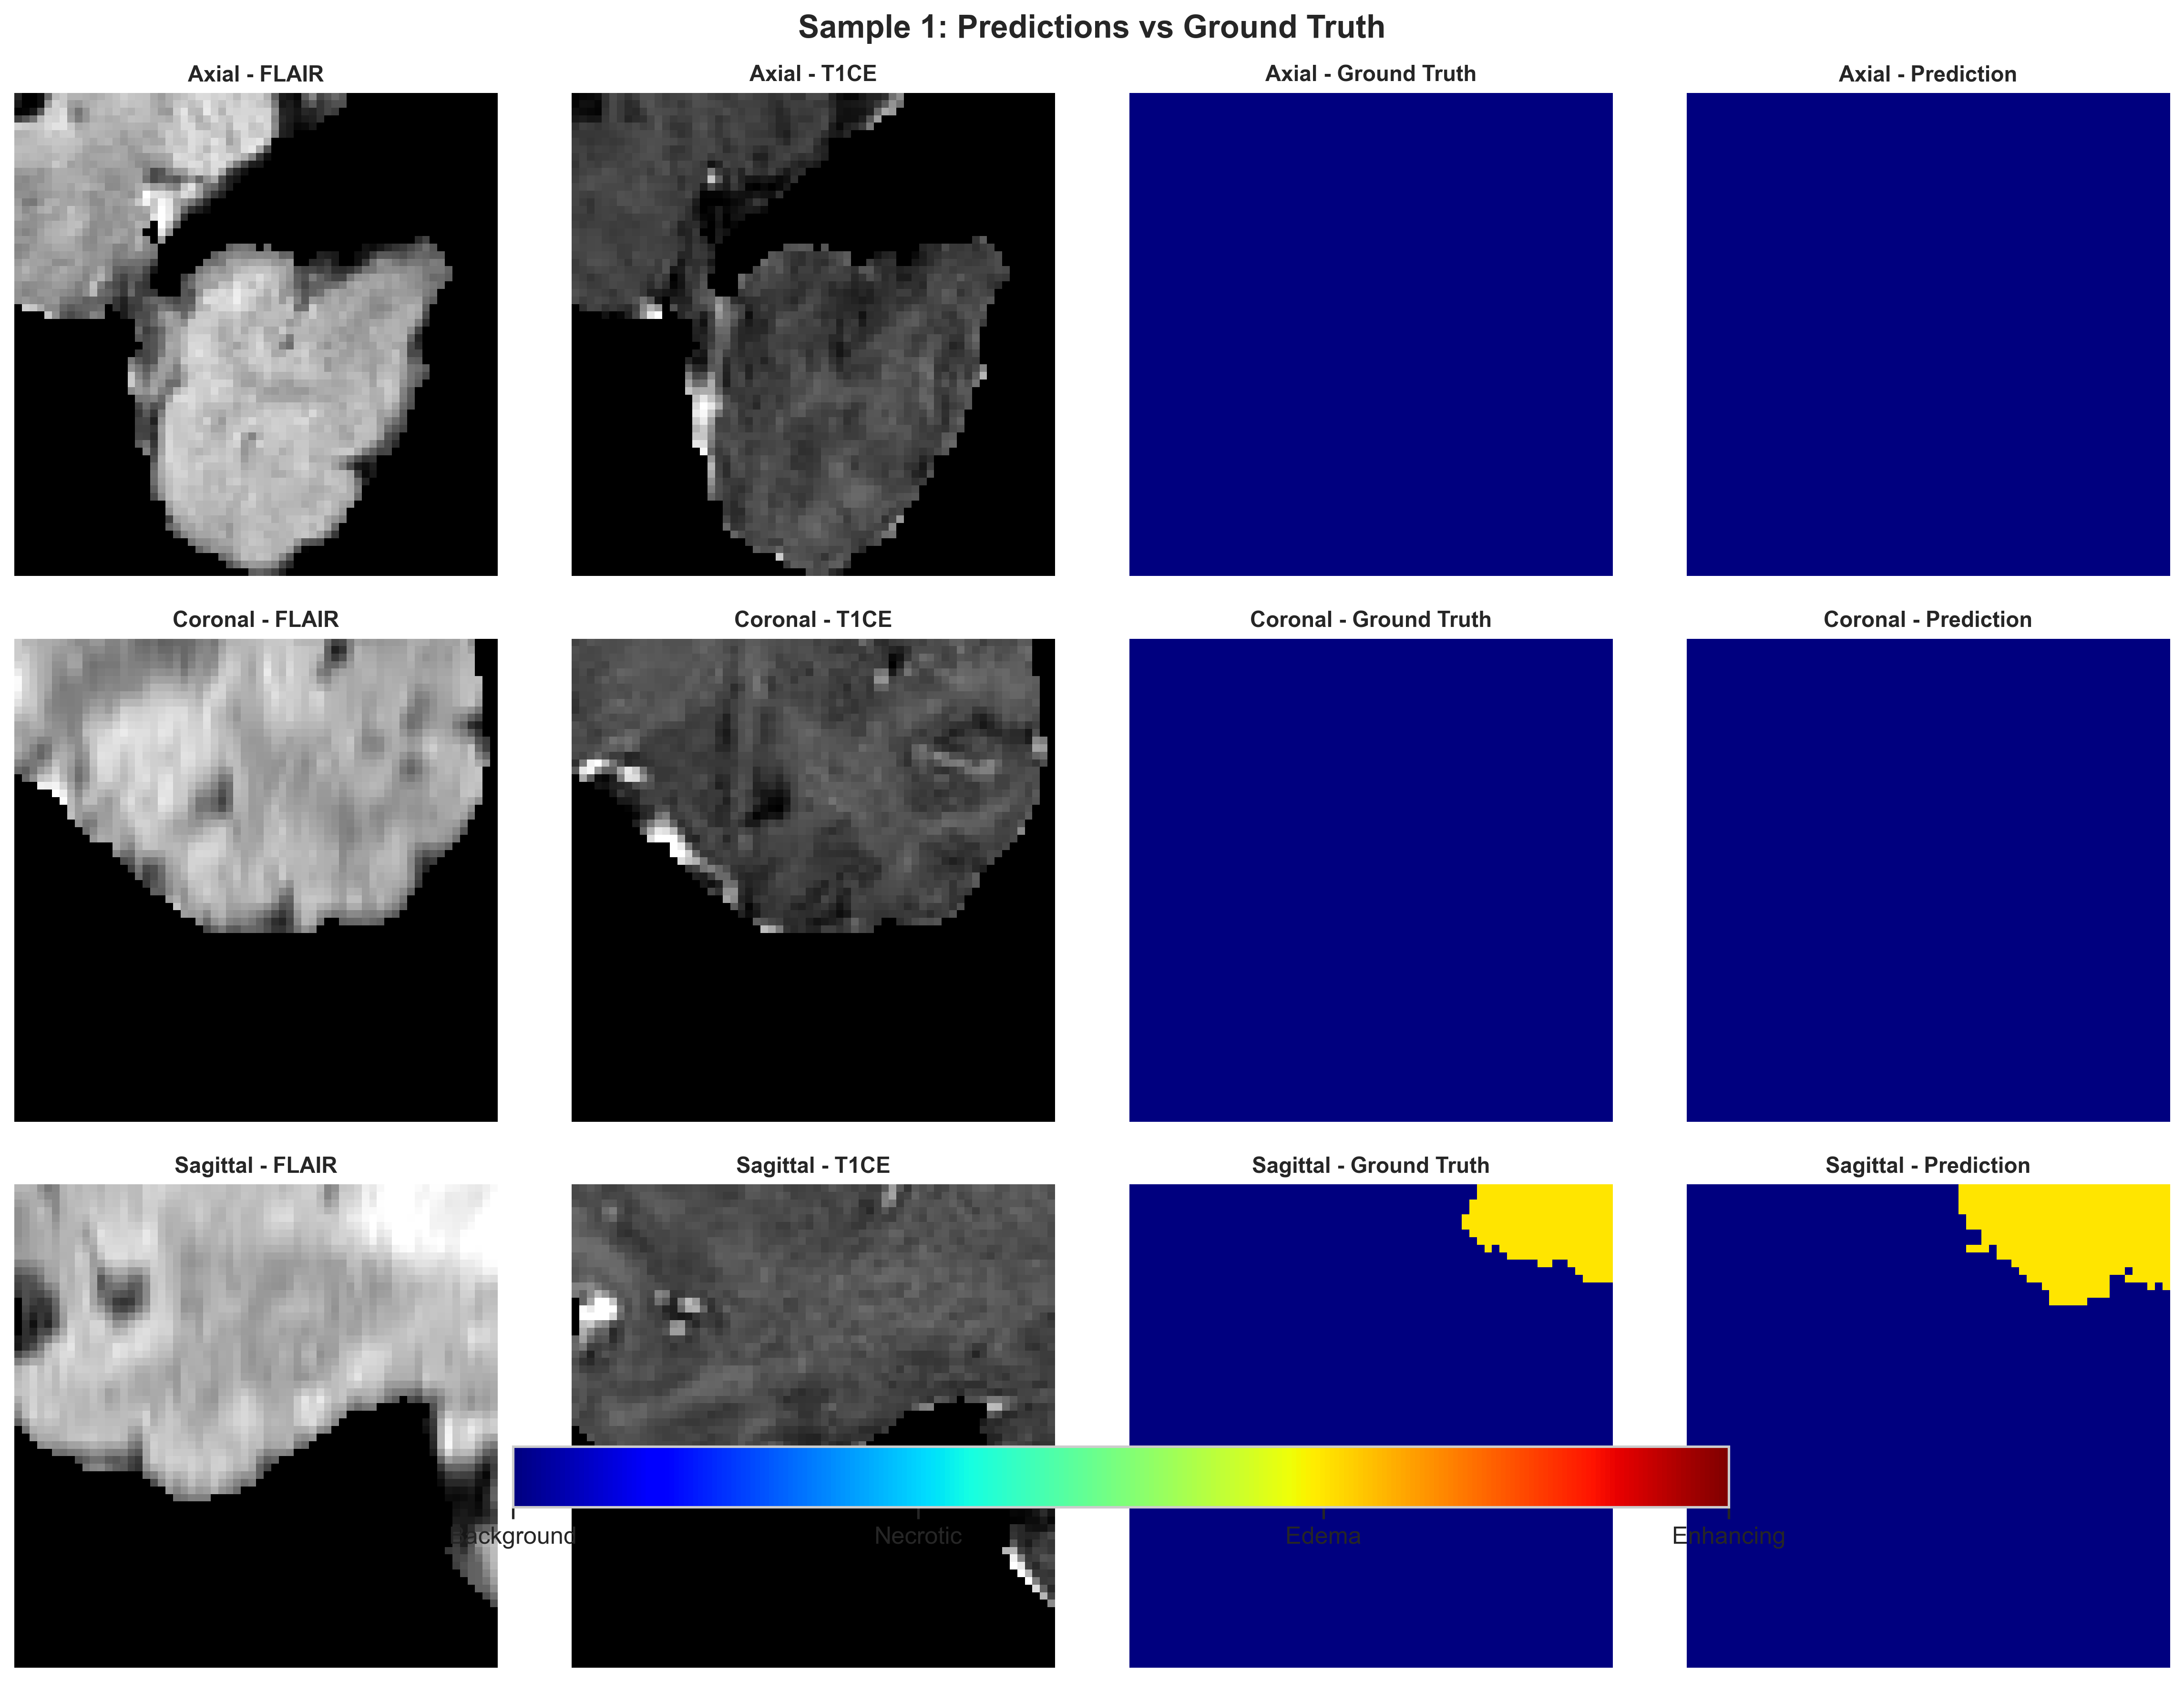 Sample 1: Predictions vs Ground Truth
Axial - FLAIR
Axial - T1CE
Axial - Ground Truth
Axial - Prediction
Coronal - FLAIR
Coronal - T1CE
Coronal - Ground Truth
Coronal - Prediction
Sagittal - FLAIR
Sagittal - T1CE
Sagittal - Ground Truth
Sagittal - Prediction
Background
Necrotic
Edema
Enhancing